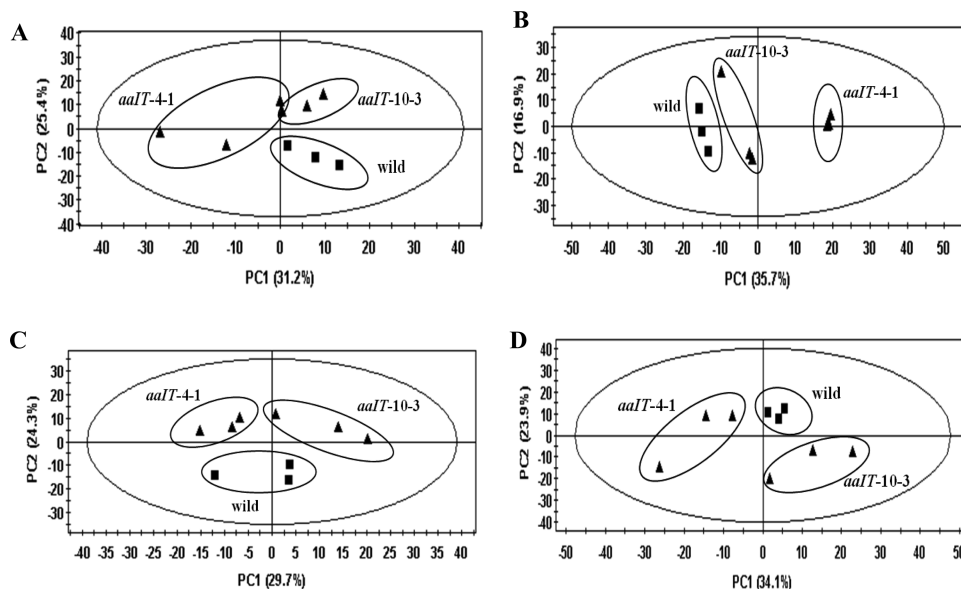 A
40
30
20
10
0
-10
-20
-30
-40
PC2 (25.4%)
aaIT-4-1
aaIT-10-3
wild
-40 -30 -20 -10 0 10 20 30 40
PC1 (31.2%)
B
30
20
10
0
-10
-20
-30
PC2 (16.9%)
wild
aaIT-10-3
aaIT-4-1
-50 -40 -30 -20 -10 0 10 20 30 40 50
PC1 (35.7%)
C
30
20
10
0
-10
-20
-30
PC2 (24.3%)
aaIT-4-1
aaIT-10-3
wild
-40 -35 -30 -25 -20 -15 -10 -5 0 5 10 15 20 25 30 35 40
PC1 (29.7%)
D
40
30
20
10
0
-10
-20
-30
-40
PC2 (23.9%)
aaIT-4-1
wild
aaIT-10-3
-50 -40 -30 -20 -10 0 10 20 30 40 50
PC1 (34.1%)